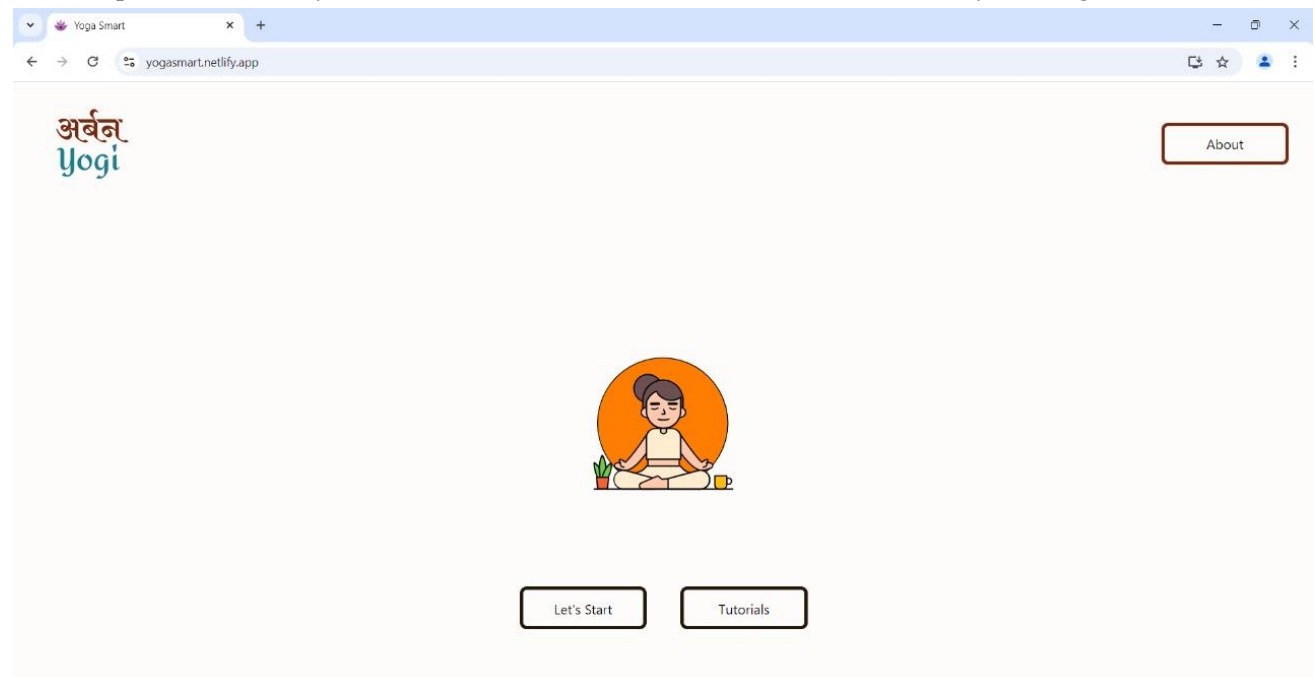 Yoga Smart
yogasmart.netlify.app
अर्बन
Yogi
About
Let's Start
Tutorials